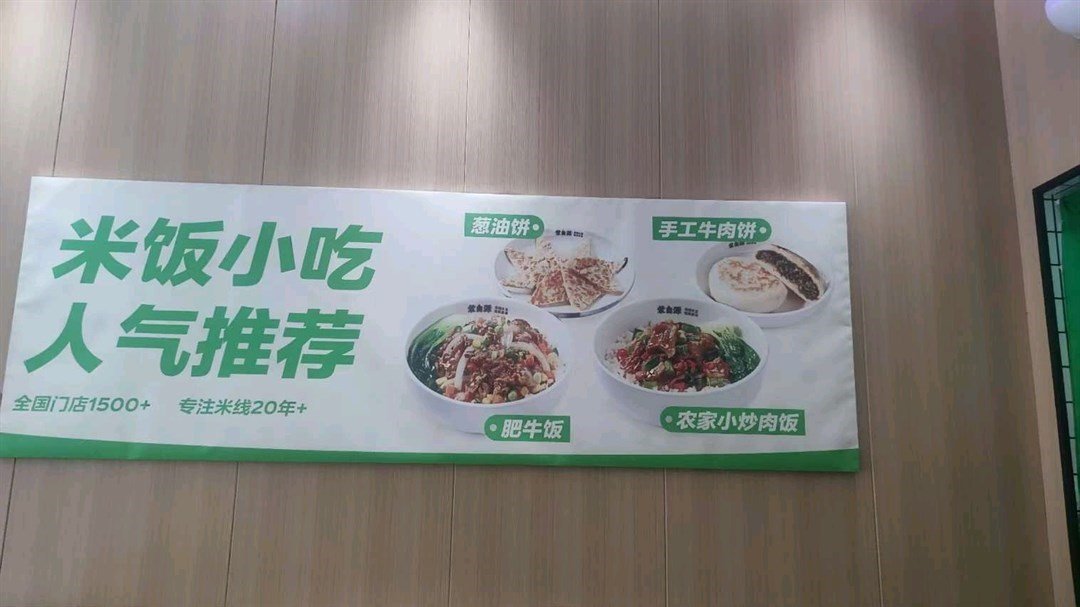 米饭小吃
人气推荐
全国门店1500+ 专注米线20年+
葱油饼
手工牛肉饼
肥牛饭
农家小炒肉饭